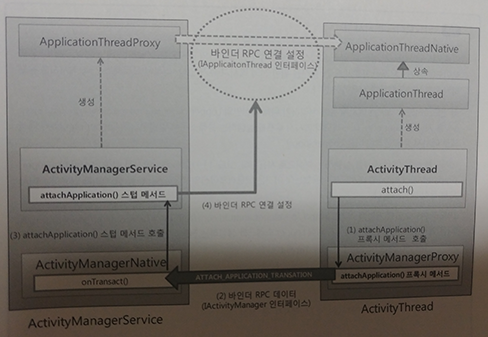 ApplicationThreadProxy
바인더 RPC 연결 설정
(IApplicaitonThread 인터페이스)
ApplicationThreadNative
상속
ApplicationThread
생성
생성
ActivityManagerService
attachApplication() 스텁 메서드
ActivityThread
attach()
(4) 바인더 RPC 연결 설정
(3) attachApplication() 스텁 메서드 호출
(1) attachApplication()
프록시 메서드 호출
ActivityManagerNative
onTransact()
ATTACH_APPLICATION_TRANSATION
ActivityManagerProxy
attachApplication() 프록시 메서드
(2) 바인더 RPC 데이터
(IActivityManager 인터페이스)
ActivityManagerService
ActivityThread